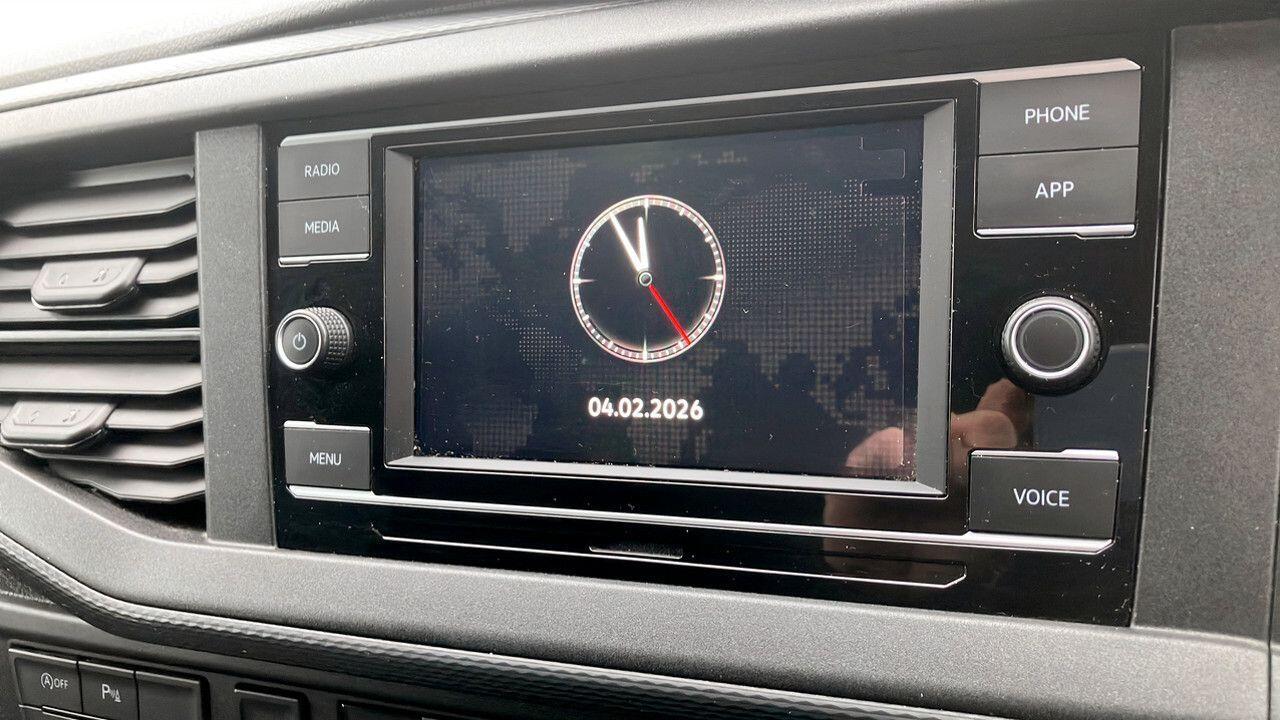 RADIO
MEDIA
MENU
04.02.2026
PHONE
APP
VOICE
A OFF
P